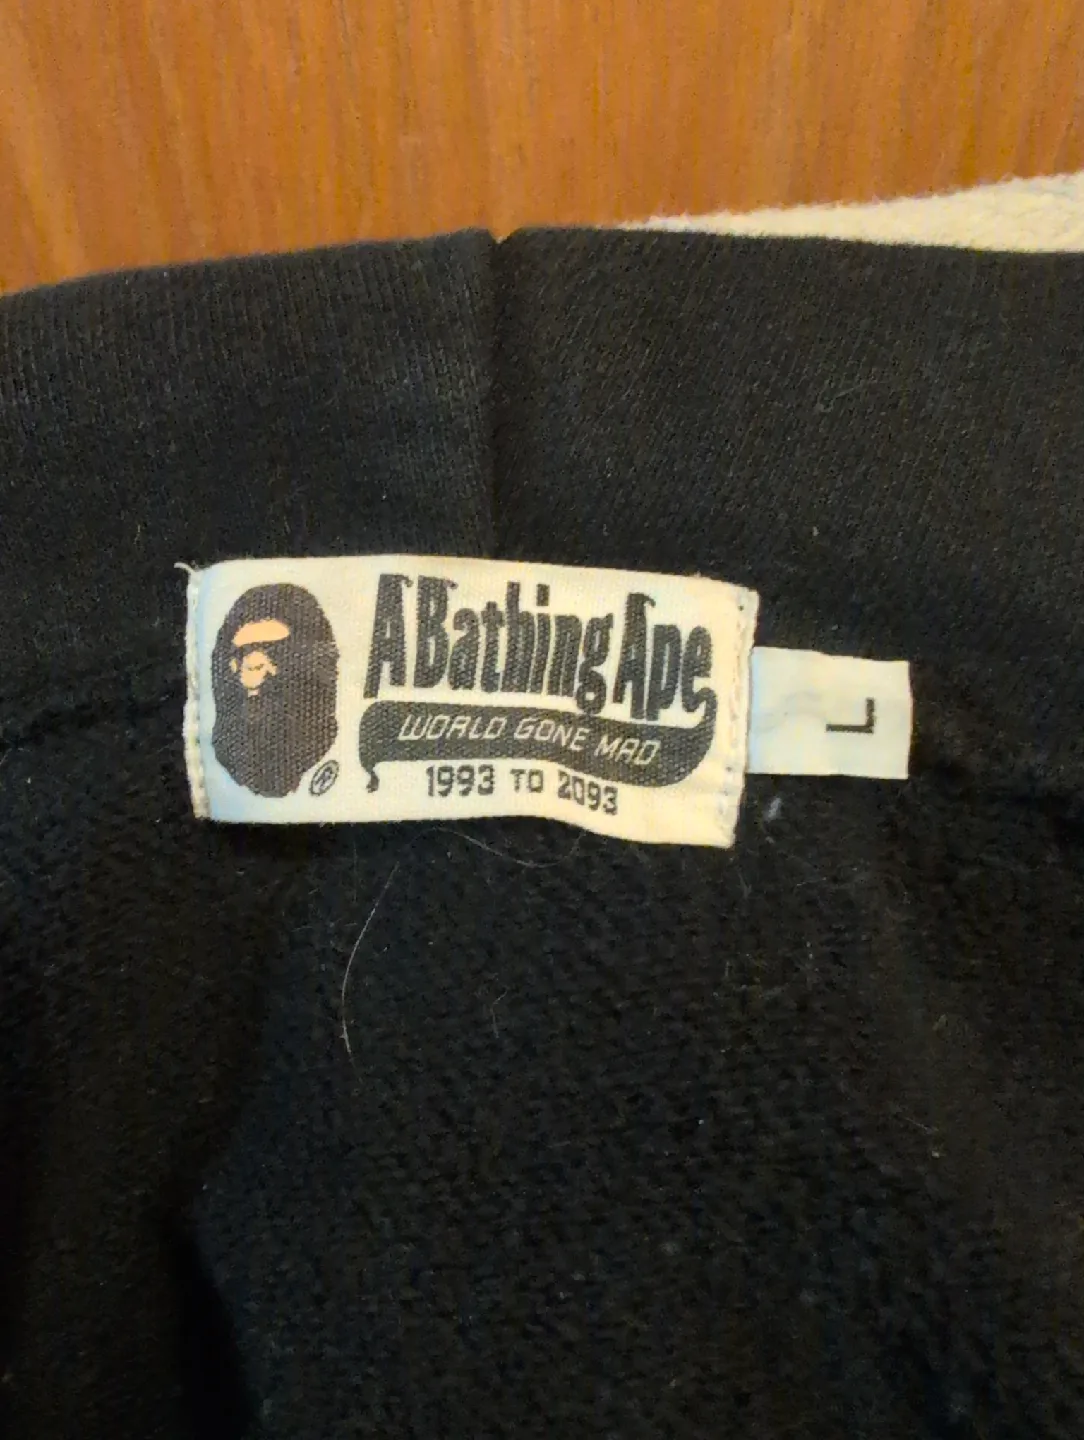 A Bathing Ape
WORLD GONE MAD
1993 TO 2093
®
L